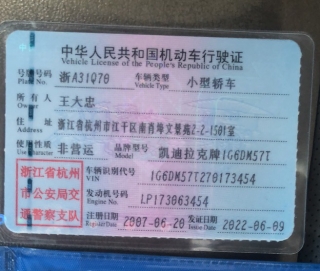 中华人民共和国机动车行驶证
Vehicle License of the People's Republic of China
号牌号码 浙A31Q70 车辆类型 小型轿车
Plate No. Vehicle Type
所有人 王大忠
Owner
住址 浙江省杭州市江干区南肖埠文景苑2-2-1501室
Address
使用性质 非营运 品牌型号 凯迪拉克牌1G6DM57T
Use Character Model
浙江省杭州 车辆识别代号 1G6DM57T270173454
VIN
市公安局交 发动机号码 LP173063454
Engine No.
通警察支队 注册日期 2007-06-20 发证日期 2022-06-09
Register Date Issue Date